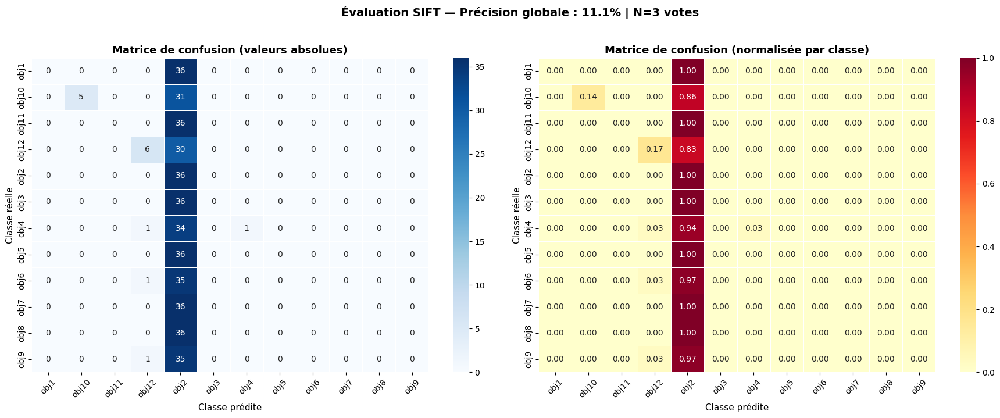 Évaluation SIFT — Précision globale : 11.1% | N=3 votes
Matrice de confusion (valeurs absolues)
obj1 0 0 0 0 36 0 0 0 0 0 0 0
obj10 0 5 0 0 31 0 0 0 0 0 0 0
obj11 0 0 0 0 36 0 0 0 0 0 0 0
obj12 0 0 0 6 30 0 0 0 0 0 0 0
obj2 0 0 0 0 36 0 0 0 0 0 0 0
obj3 0 0 0 0 36 0 0 0 0 0 0 0
obj4 0 0 0 1 34 0 1 0 0 0 0 0
obj5 0 0 0 0 36 0 0 0 0 0 0 0
obj6 0 0 0 1 35 0 0 0 0 0 0 0
obj7 0 0 0 0 36 0 0 0 0 0 0 0
obj8 0 0 0 0 36 0 0 0 0 0 0 0
obj9 0 0 0 1 35 0 0 0 0 0 0 0
obj1 obj10 obj11 obj12 obj2 obj3 obj4 obj5 obj6 obj7 obj8 obj9
Classe prédite
Classe réelle
35
30
25
20
15
10
5
0
Matrice de confusion (normalisée par classe)
obj1 0.00 0.00 0.00 0.00 1.00 0.00 0.00 0.00 0.00 0.00 0.00 0.00
obj10 0.00 0.14 0.00 0.00 0.86 0.00 0.00 0.00 0.00 0.00 0.00 0.00
obj11 0.00 0.00 0.00 0.00 1.00 0.00 0.00 0.00 0.00 0.00 0.00 0.00
obj12 0.00 0.00 0.00 0.17 0.83 0.00 0.00 0.00 0.00 0.00 0.00 0.00
obj2 0.00 0.00 0.00 0.00 1.00 0.00 0.00 0.00 0.00 0.00 0.00 0.00
obj3 0.00 0.00 0.00 0.00 1.00 0.00 0.00 0.00 0.00 0.00 0.00 0.00
obj4 0.00 0.00 0.00 0.03 0.94 0.00 0.03 0.00 0.00 0.00 0.00 0.00
obj5 0.00 0.00 0.00 0.00 1.00 0.00 0.00 0.00 0.00 0.00 0.00 0.00
obj6 0.00 0.00 0.00 0.03 0.97 0.00 0.00 0.00 0.00 0.00 0.00 0.00
obj7 0.00 0.00 0.00 0.00 1.00 0.00 0.00 0.00 0.00 0.00 0.00 0.00
obj8 0.00 0.00 0.00 0.00 1.00 0.00 0.00 0.00 0.00 0.00 0.00 0.00
obj9 0.00 0.00 0.00 0.03 0.97 0.00 0.00 0.00 0.00 0.00 0.00 0.00
obj1 obj10 obj11 obj12 obj2 obj3 obj4 obj5 obj6 obj7 obj8 obj9
Classe prédite
Classe réelle
1.0
0.8
0.6
0.4
0.2
0.0